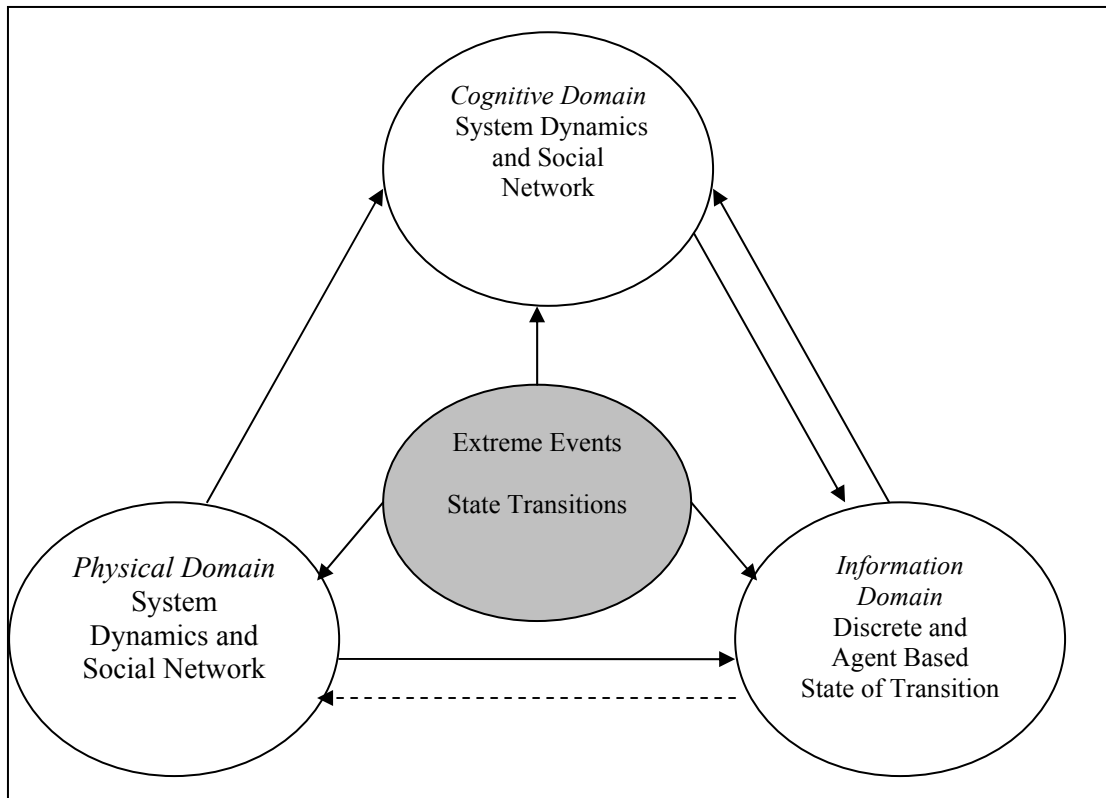 Cognitive Domain
System Dynamics
and Social
Network
Extreme Events
State Transitions
Physical Domain
System
Dynamics and
Social Network
Information
Domain
Discrete and
Agent Based
State of Transition